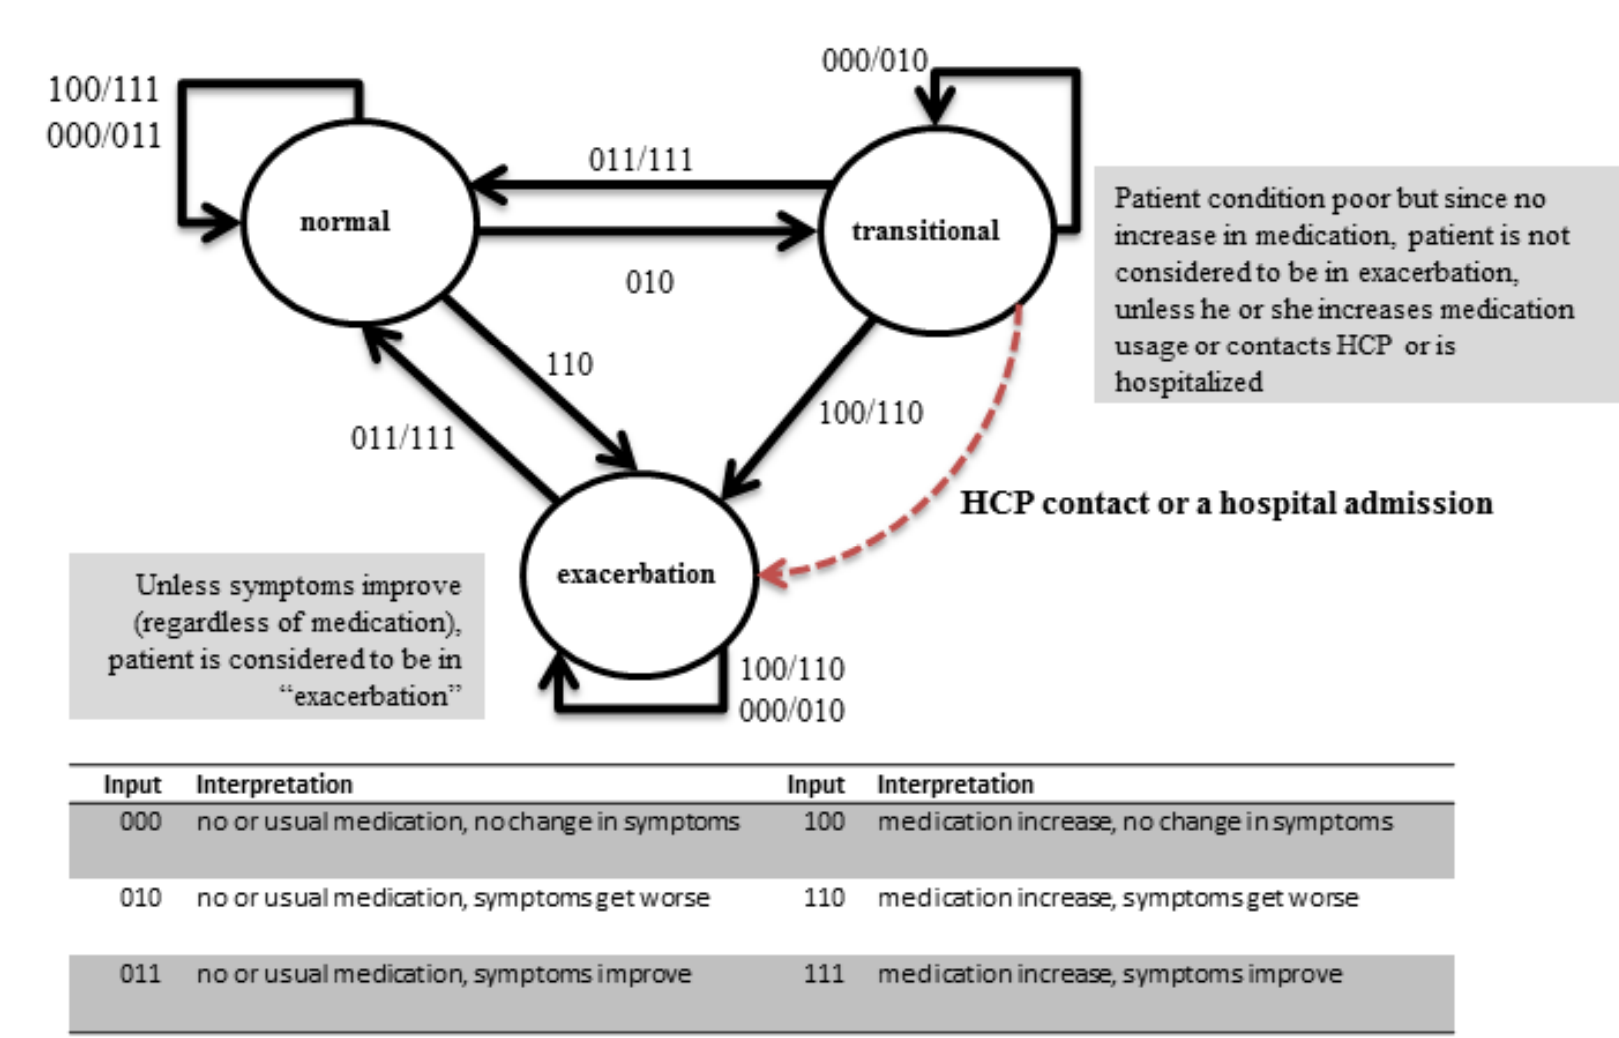 000/010
100/111
000/011
011/111
normal
transitional
010
Patient condition poor but since no
increase in medication, patient is not
considered to be in exacerbation,
unless he or she increases medication
usage or contacts HCP or is
hospitalized
110
011/111
100/110
HCP contact or a hospital admission
exacerbation
Unless symptoms improve
(regardless of medication),
patient is considered to be in
“exacerbation”
100/110
000/010
Input Interpretation Input Interpretation
000 no or usual medication, no change in symptoms 100 medication increase, no change in symptoms
010 no or usual medication, symptoms get worse 110 medication increase, symptoms get worse
011 no or usual medication, symptoms improve 111 medication increase, symptoms improve